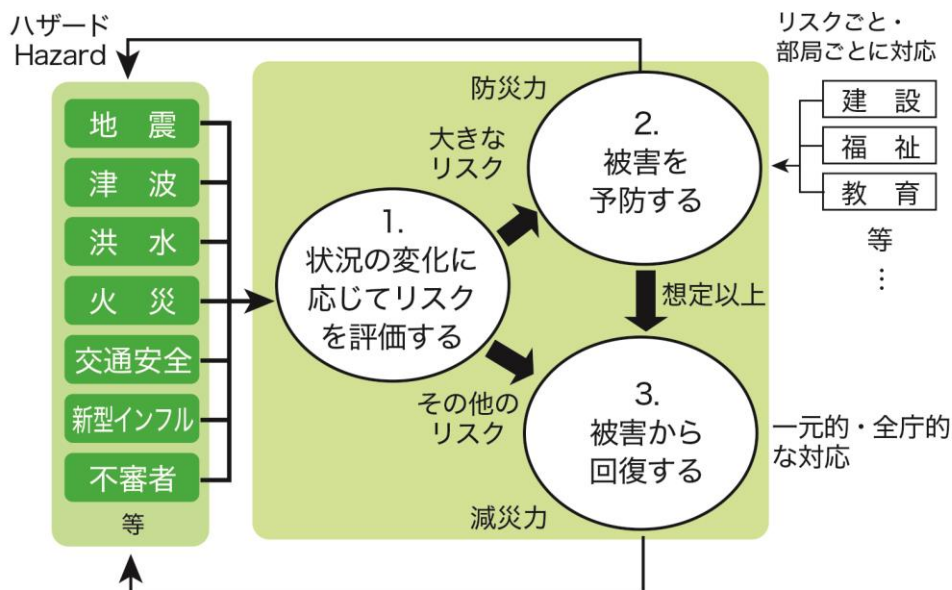 ハザード
Hazard
地 震
津 波
洪 水
火 災
交通安全
新型インフル
不審者
等
1.
状況の変化に
応じてリスク
を評価する
大きな
リスク
その他の
リスク
防災力
2.
被害を
予防する
想定以上
3.
被害から
回復する
減災力
リスクごと・
部局ごとに対応
建 設
福 祉
教 育
等
⋮
一元的・全庁的
な対応